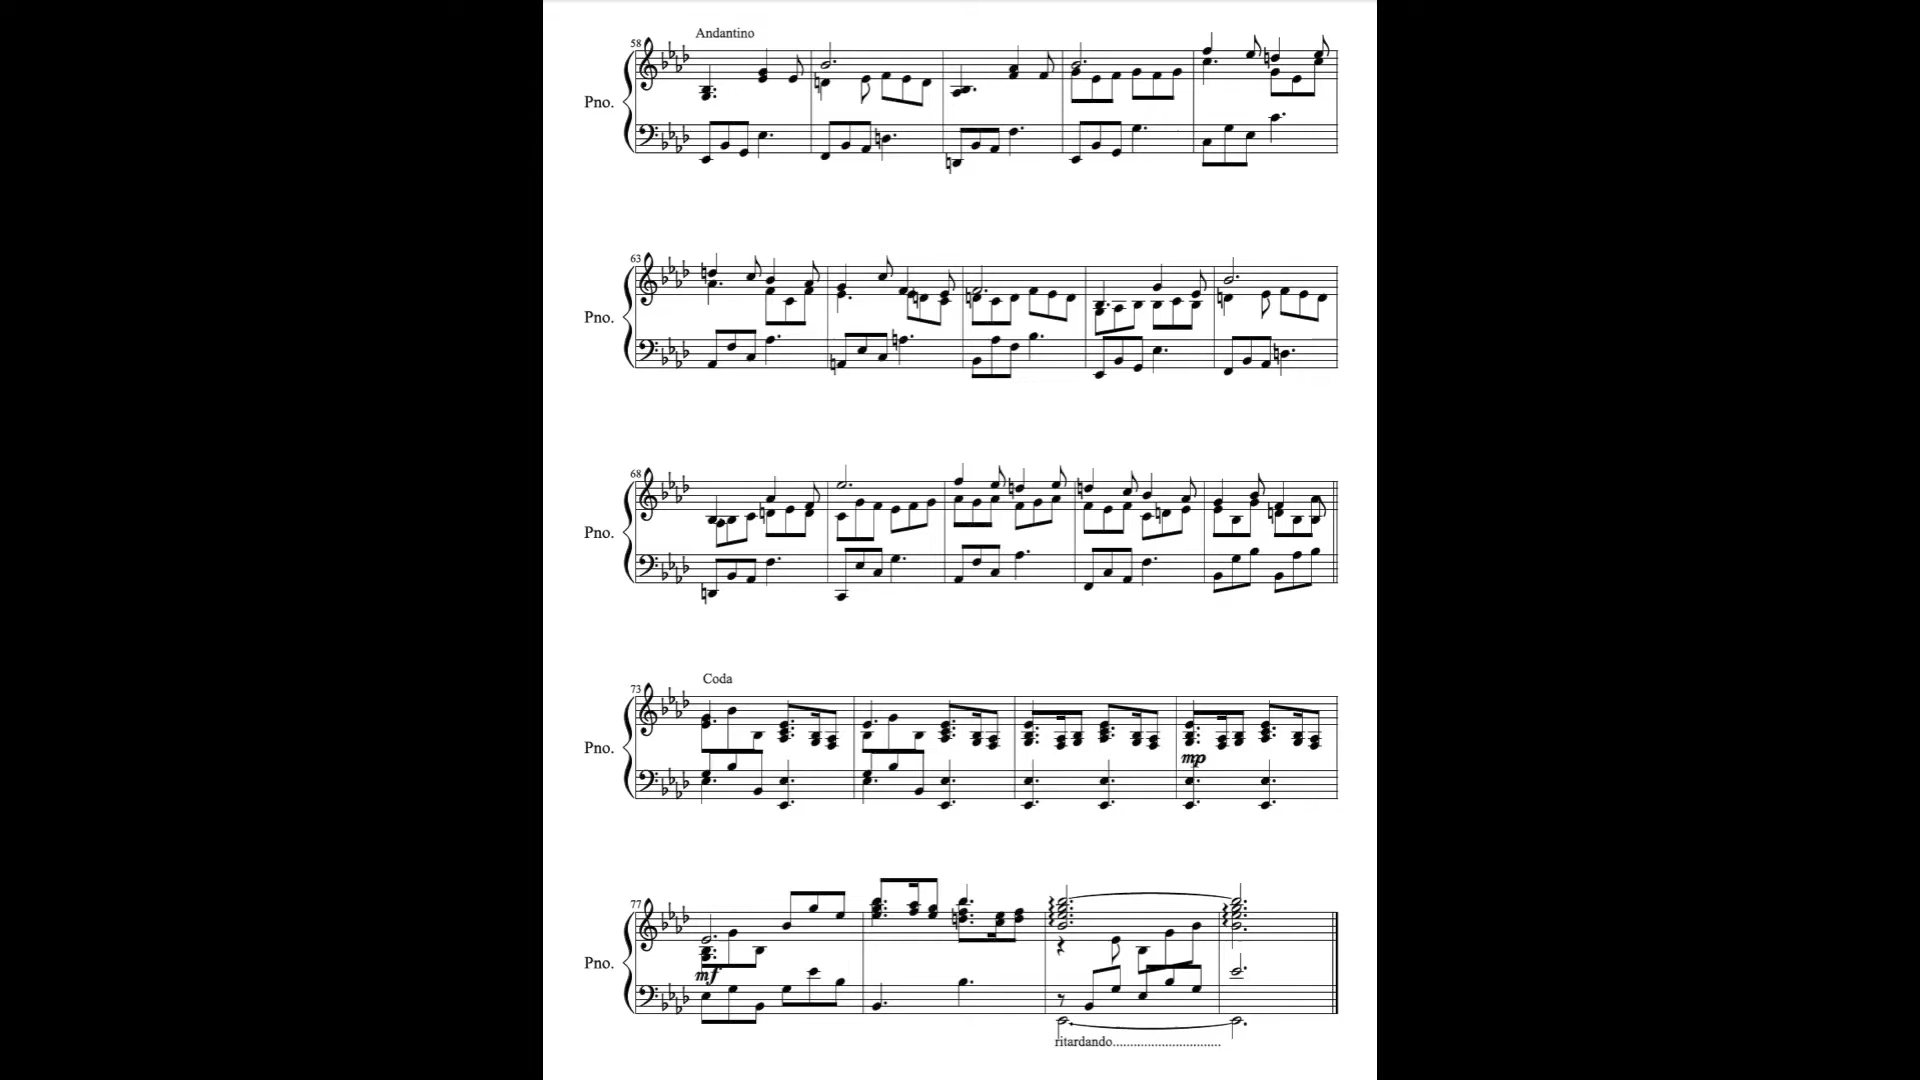 Andantino
58
Pno.
63
Pno.
68
Pno.
Coda
73
Pno.
mp
77
Pno.
mf
ritardando...............................